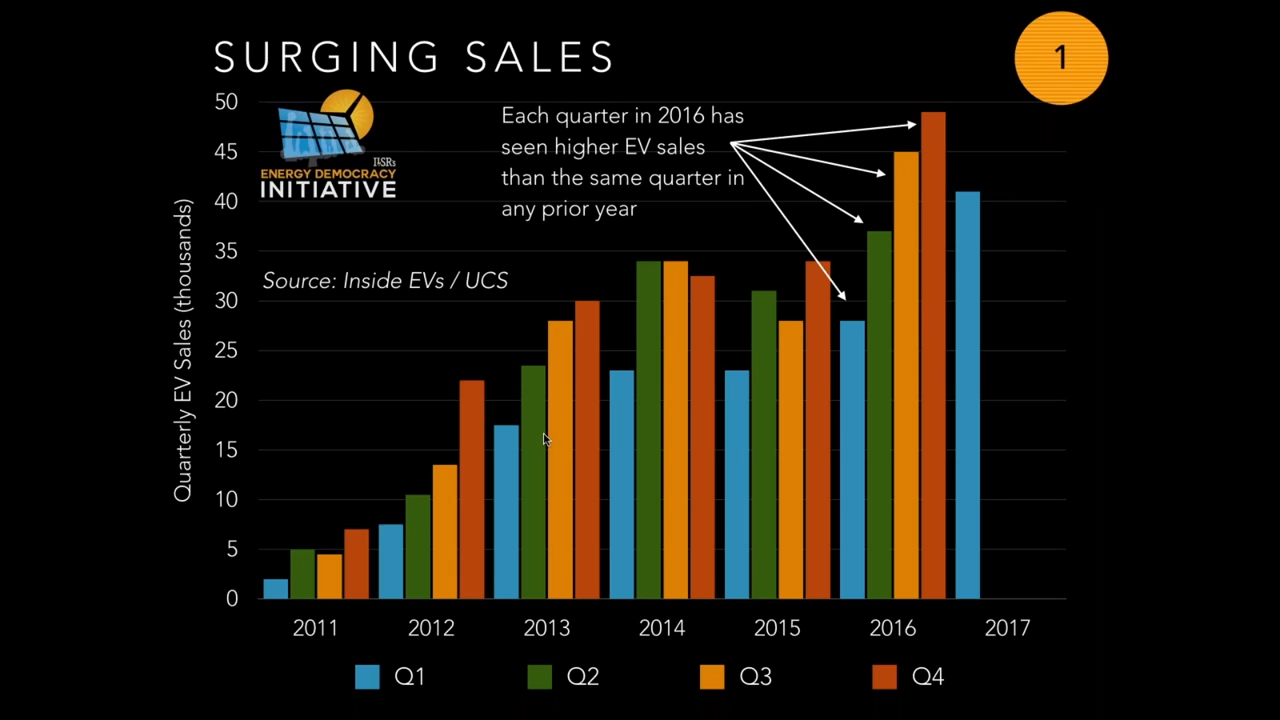 SURGING SALES
1
ILSR's
ENERGY DEMOCRACY
INITIATIVE
Each quarter in 2016 has
seen higher EV sales
than the same quarter in
any prior year
Source: Inside EVs / UCS
Quarterly EV Sales (thousands)
50
45
40
35
30
25
20
15
10
5
0
2011 2012 2013 2014 2015 2016 2017
Q1 Q2 Q3 Q4